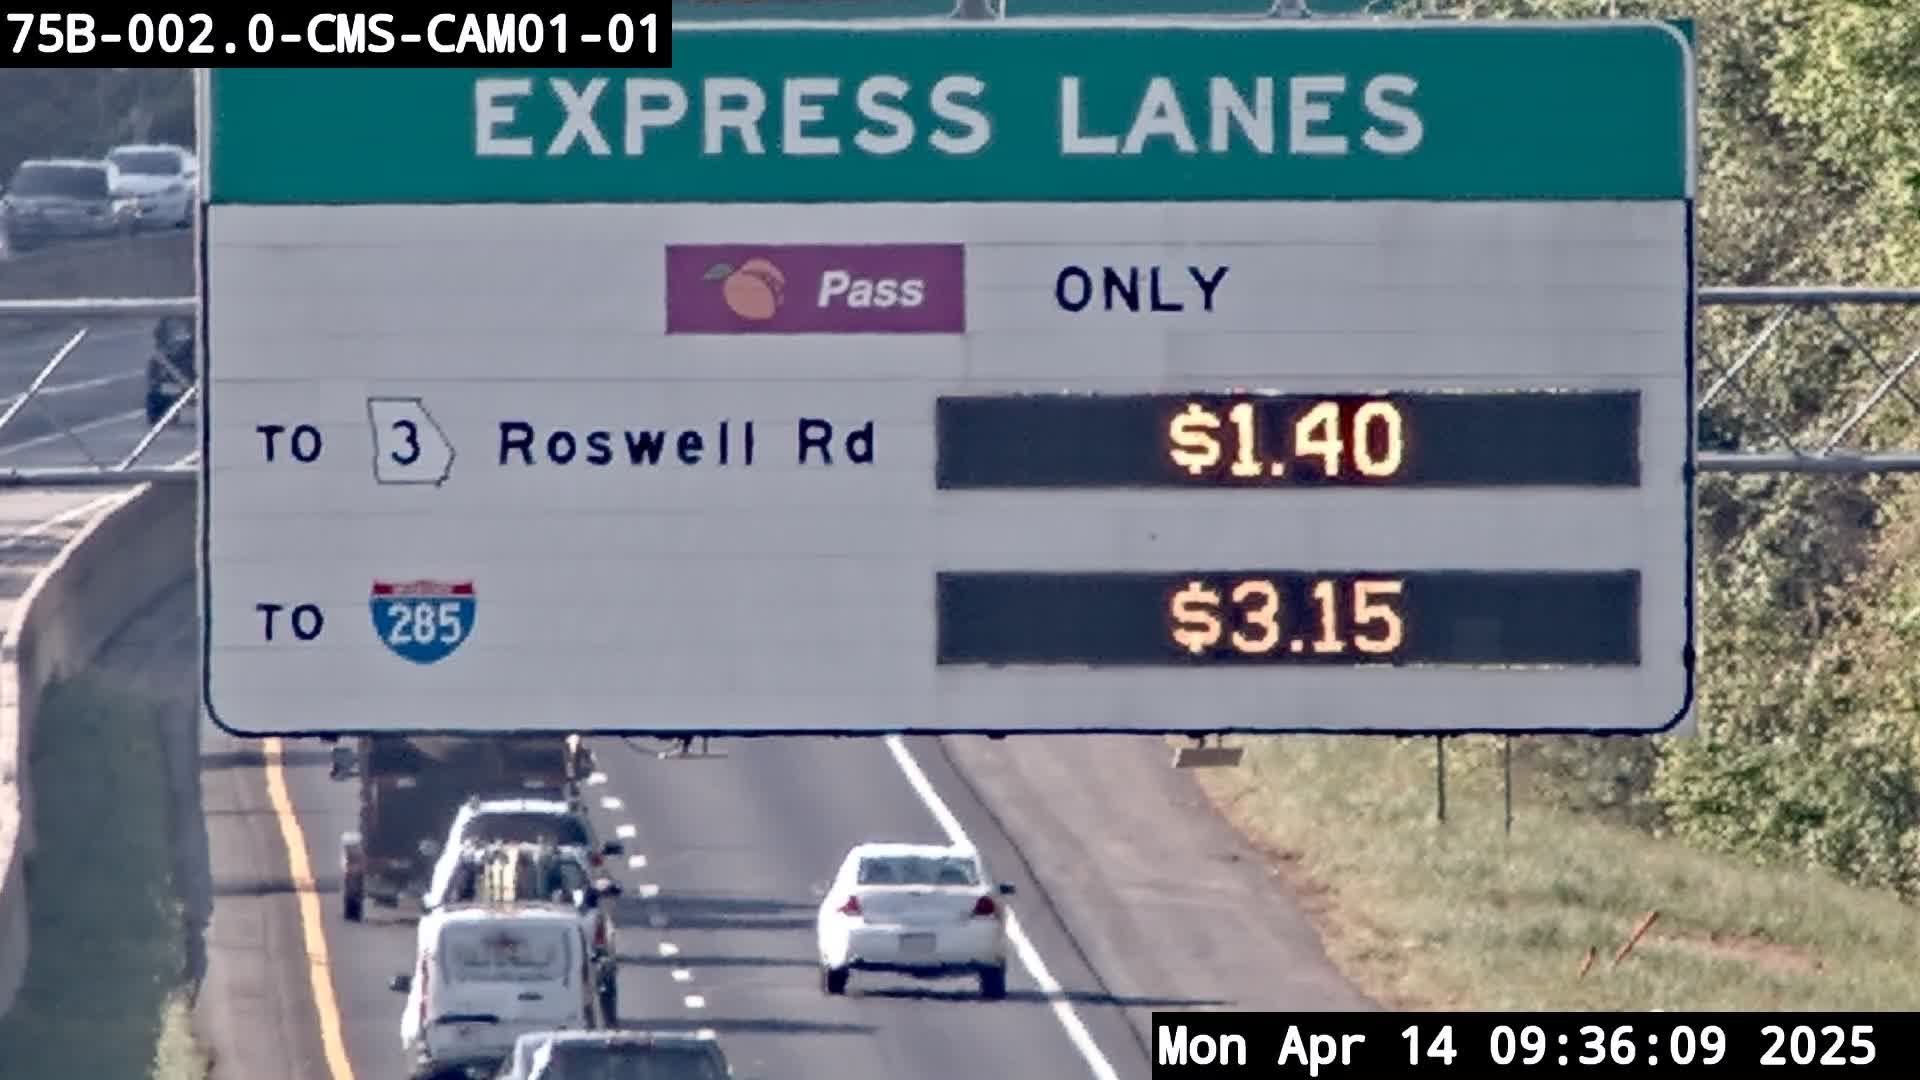 75B-002.0-CMS-CAM01-01
EXPRESS LANES
Pass ONLY
TO 3 Roswell Rd $1.40
TO 285 $3.15
Mon Apr 14 09:36:09 2025